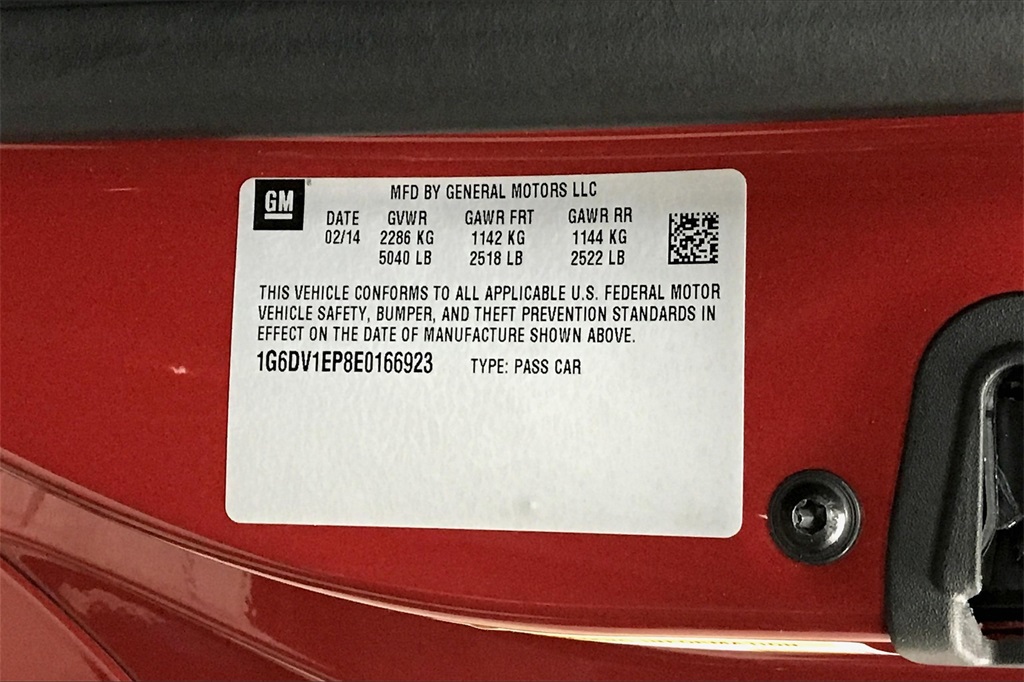 GM
MFD BY GENERAL MOTORS LLC
DATE GVWR GAWR FRT GAWR RR
02/14 2286 KG 1142 KG 1144 KG
5040 LB 2518 LB 2522 LB
THIS VEHICLE CONFORMS TO ALL APPLICABLE U.S. FEDERAL MOTOR
VEHICLE SAFETY, BUMPER, AND THEFT PREVENTION STANDARDS IN
EFFECT ON THE DATE OF MANUFACTURE SHOWN ABOVE.
1G6DV1EP8E0166923 TYPE: PASS CAR